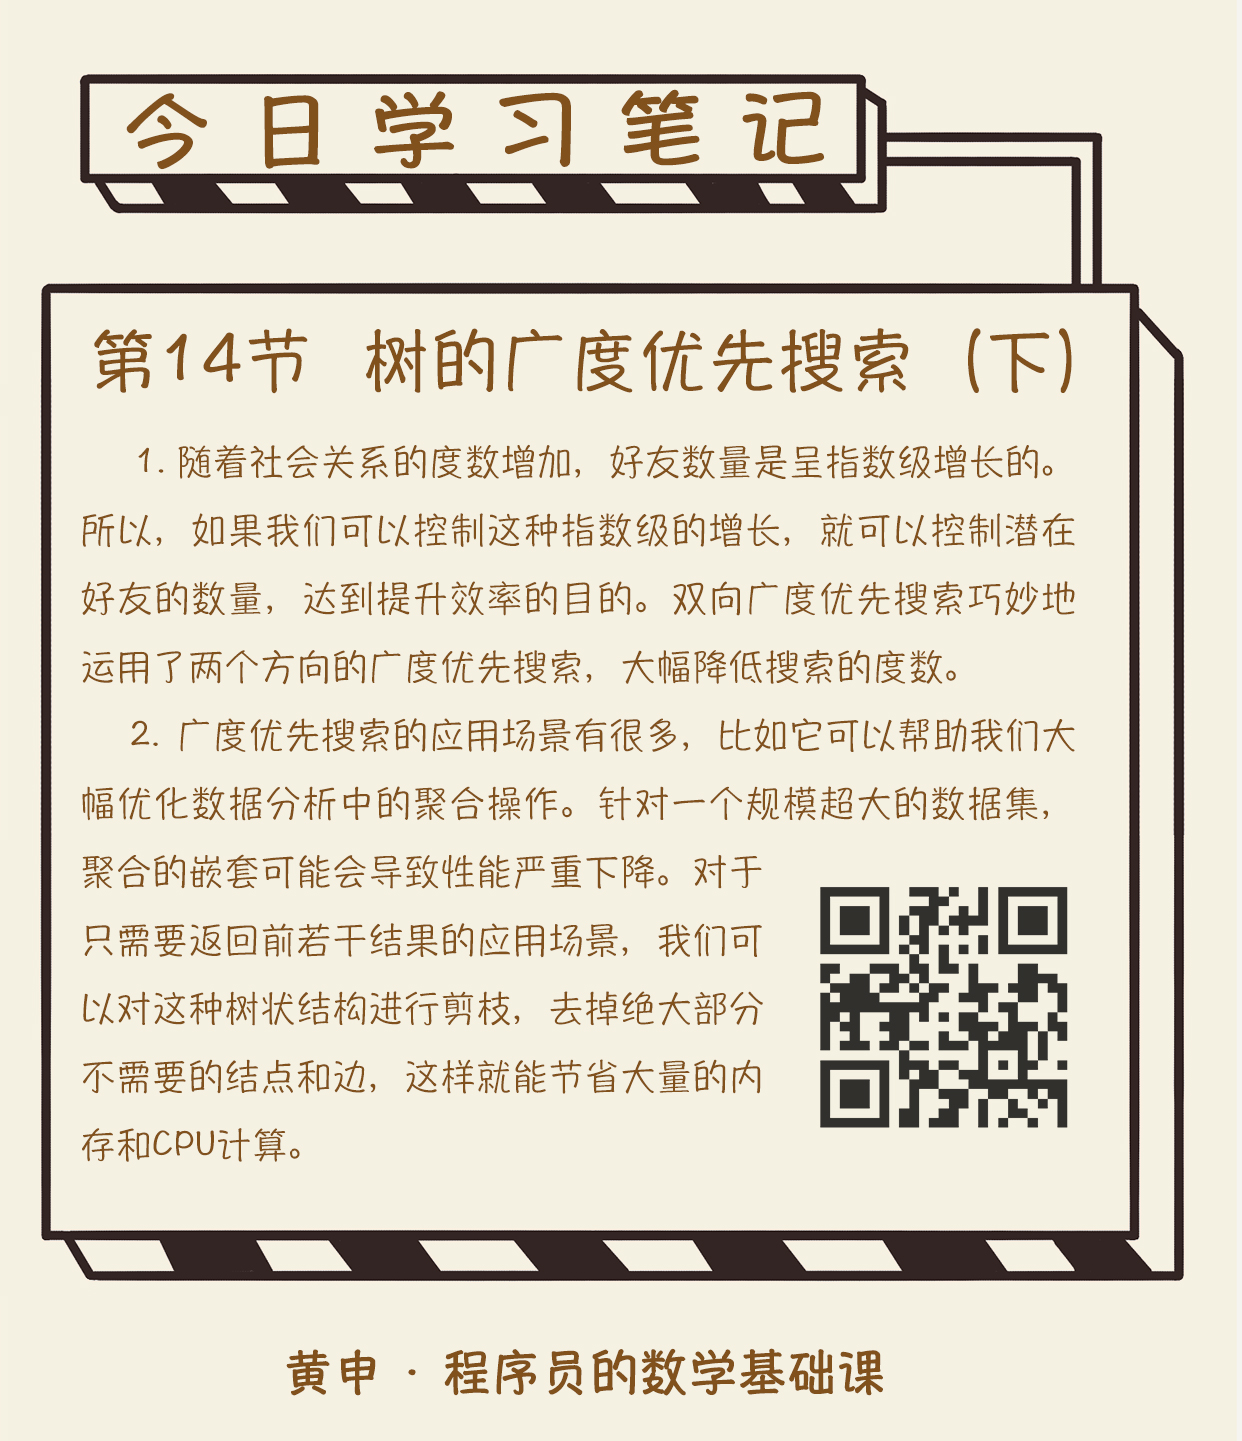 今日学习笔记
第14节 树的广度优先搜索（下）
1. 随着社会关系的度数增加，好友数量是呈指数级增长的。
所以，如果我们可以控制这种指数级的增长，就可以控制潜在
好友的数量，达到提升效率的目的。双向广度优先搜索巧妙地
运用了两个方向的广度优先搜索，大幅降低搜索的度数。
2. 广度优先搜索的应用场景有很多，比如它可以帮助我们大
幅优化数据分析中的聚合操作。针对一个规模超大的数据集，
聚合的嵌套可能会导致性能严重下降。对于
只需要返回前若干结果的应用场景，我们可
以对这种树状结构进行剪枝，去掉绝大部分
不需要的结点和边，这样就能节省大量的内
存和CPU计算。
黄申 · 程序员的数学基础课